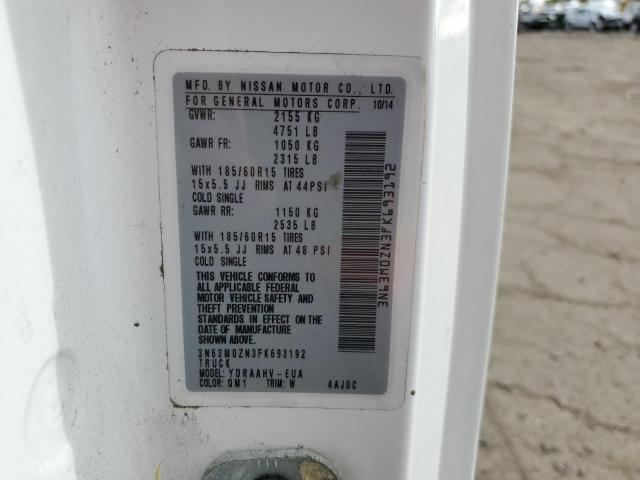 MFD. BY NISSAN MOTOR CO., LTD.
FOR GENERAL MOTORS CORP. 10/14
GVWR: 2155 KG
4751 LB
GAWR FR: 1050 KG
2315 LB
WITH 185/60R15 TIRES
15x5.5 JJ RIMS AT 44PSI
COLD SINGLE
GAWR RR: 1150 KG
2535 LB
WITH 185/60R15 TIRES
15x5.5 JJ RIMS AT 48 PSI
COLD SINGLE
THIS VEHICLE CONFORMS TO
ALL APPLICABLE FEDERAL
MOTOR VEHICLE SAFETY AND
THEFT PREVENTION
STANDARDS IN EFFECT ON THE
DATE OF MANUFACTURE
SHOWN ABOVE.
3N63M0ZN3FK693192
TRUCK
MODEL: YDRAAHV-EUA
COLOR: QM1 TRIM: W 4AJ0C
3N63M0ZN3FK693192